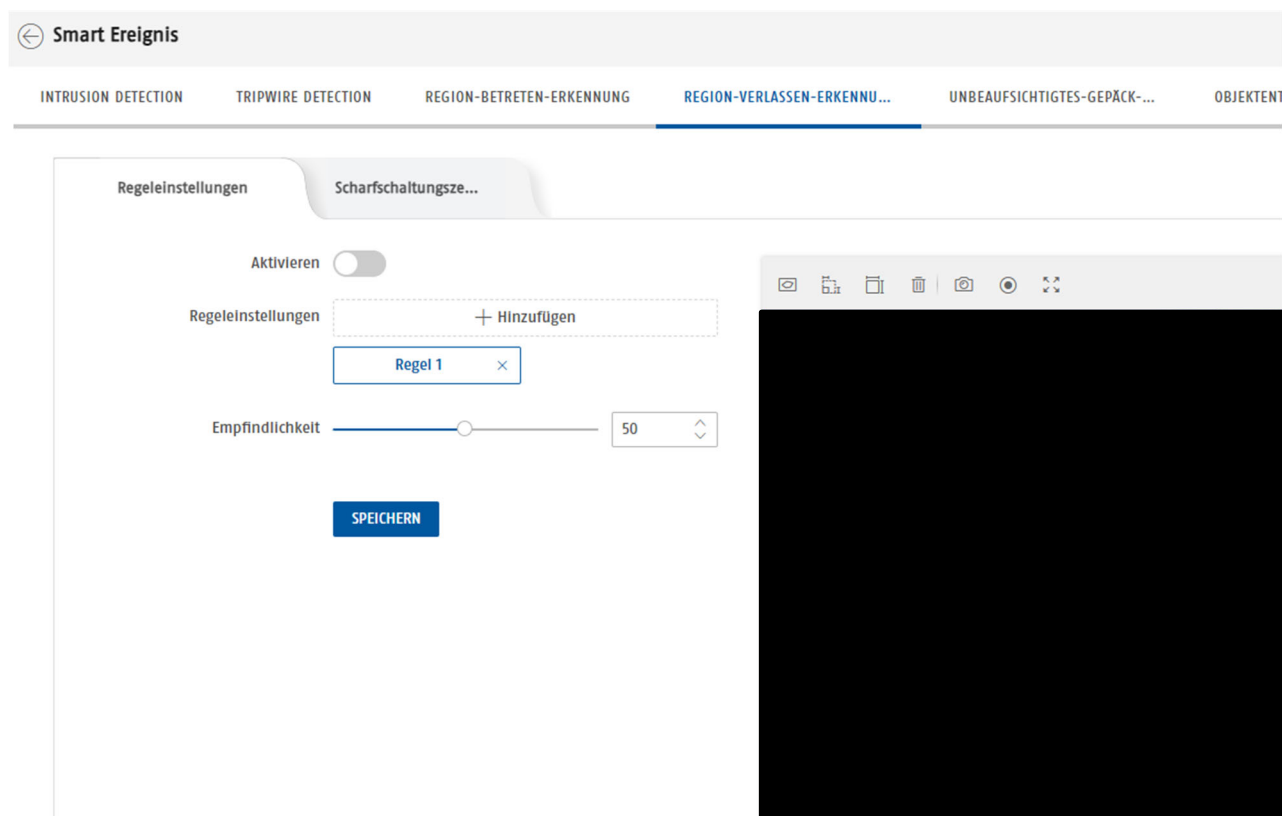 Smart Ereignis
INTRUSION DETECTION TRIPWIRE DETECTION REGION-BETRETEN-ERKENNUNG REGION-VERLASSEN-ERKENNU... UNBEAUFSICHTIGTES-GEPÄCK-... OBJEKTENT
Regeleinstellungen Scharfschaltungsze...
Aktivieren
Regeleinstellungen + Hinzufügen
Regel 1 ×
Empfindlichkeit 50
SPEICHERN